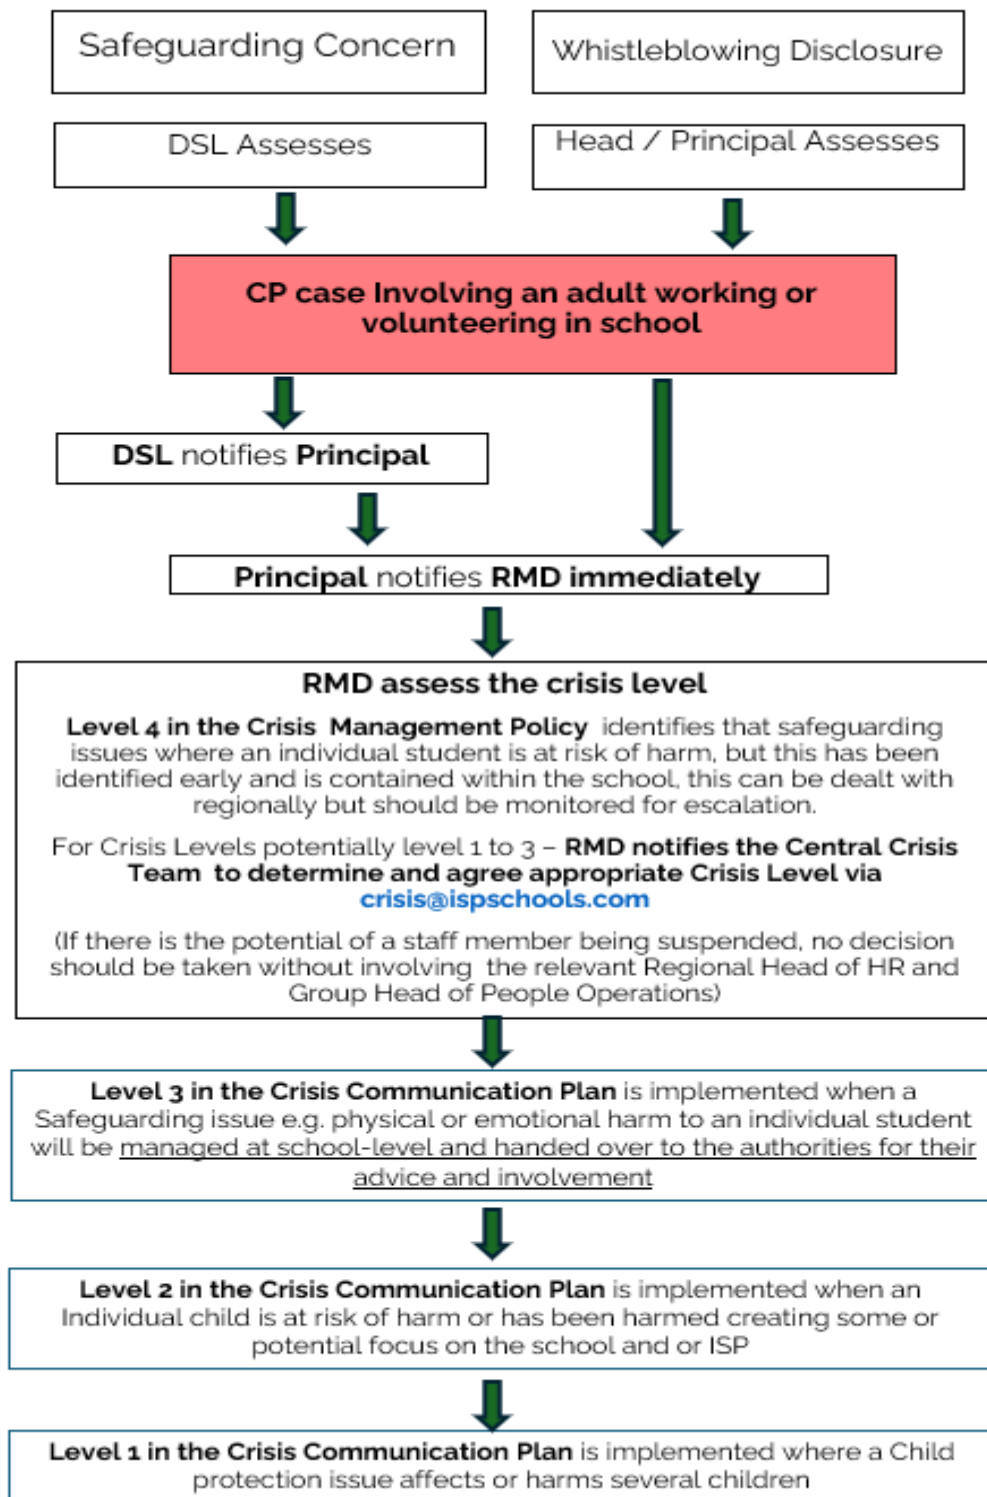 Safeguarding Concern
Whistleblowing Disclosure
DSL Assesses
Head / Principal Assesses
CP case Involving an adult working or
volunteering in school
DSL notifies Principal
Principal notifies RMD immediately
RMD assess the crisis level
Level 4 in the Crisis Management Policy identifies that safeguarding
issues where an individual student is at risk of harm, but this has been
identified early and is contained within the school, this can be dealt with
regionally but should be monitored for escalation.
For Crisis Levels potentially level 1 to 3 – RMD notifies the Central Crisis
Team to determine and agree appropriate Crisis Level via
crisis@ispschools.com
(If there is the potential of a staff member being suspended, no decision
should be taken without involving the relevant Regional Head of HR and
Group Head of People Operations)
Level 3 in the Crisis Communication Plan is implemented when a
Safeguarding issue e.g. physical or emotional harm to an individual student
will be managed at school-level and handed over to the authorities for their
advice and involvement
Level 2 in the Crisis Communication Plan is implemented when an
Individual child is at risk of harm or has been harmed creating some or
potential focus on the school and or ISP
Level 1 in the Crisis Communication Plan is implemented where a Child
protection issue affects or harms several children